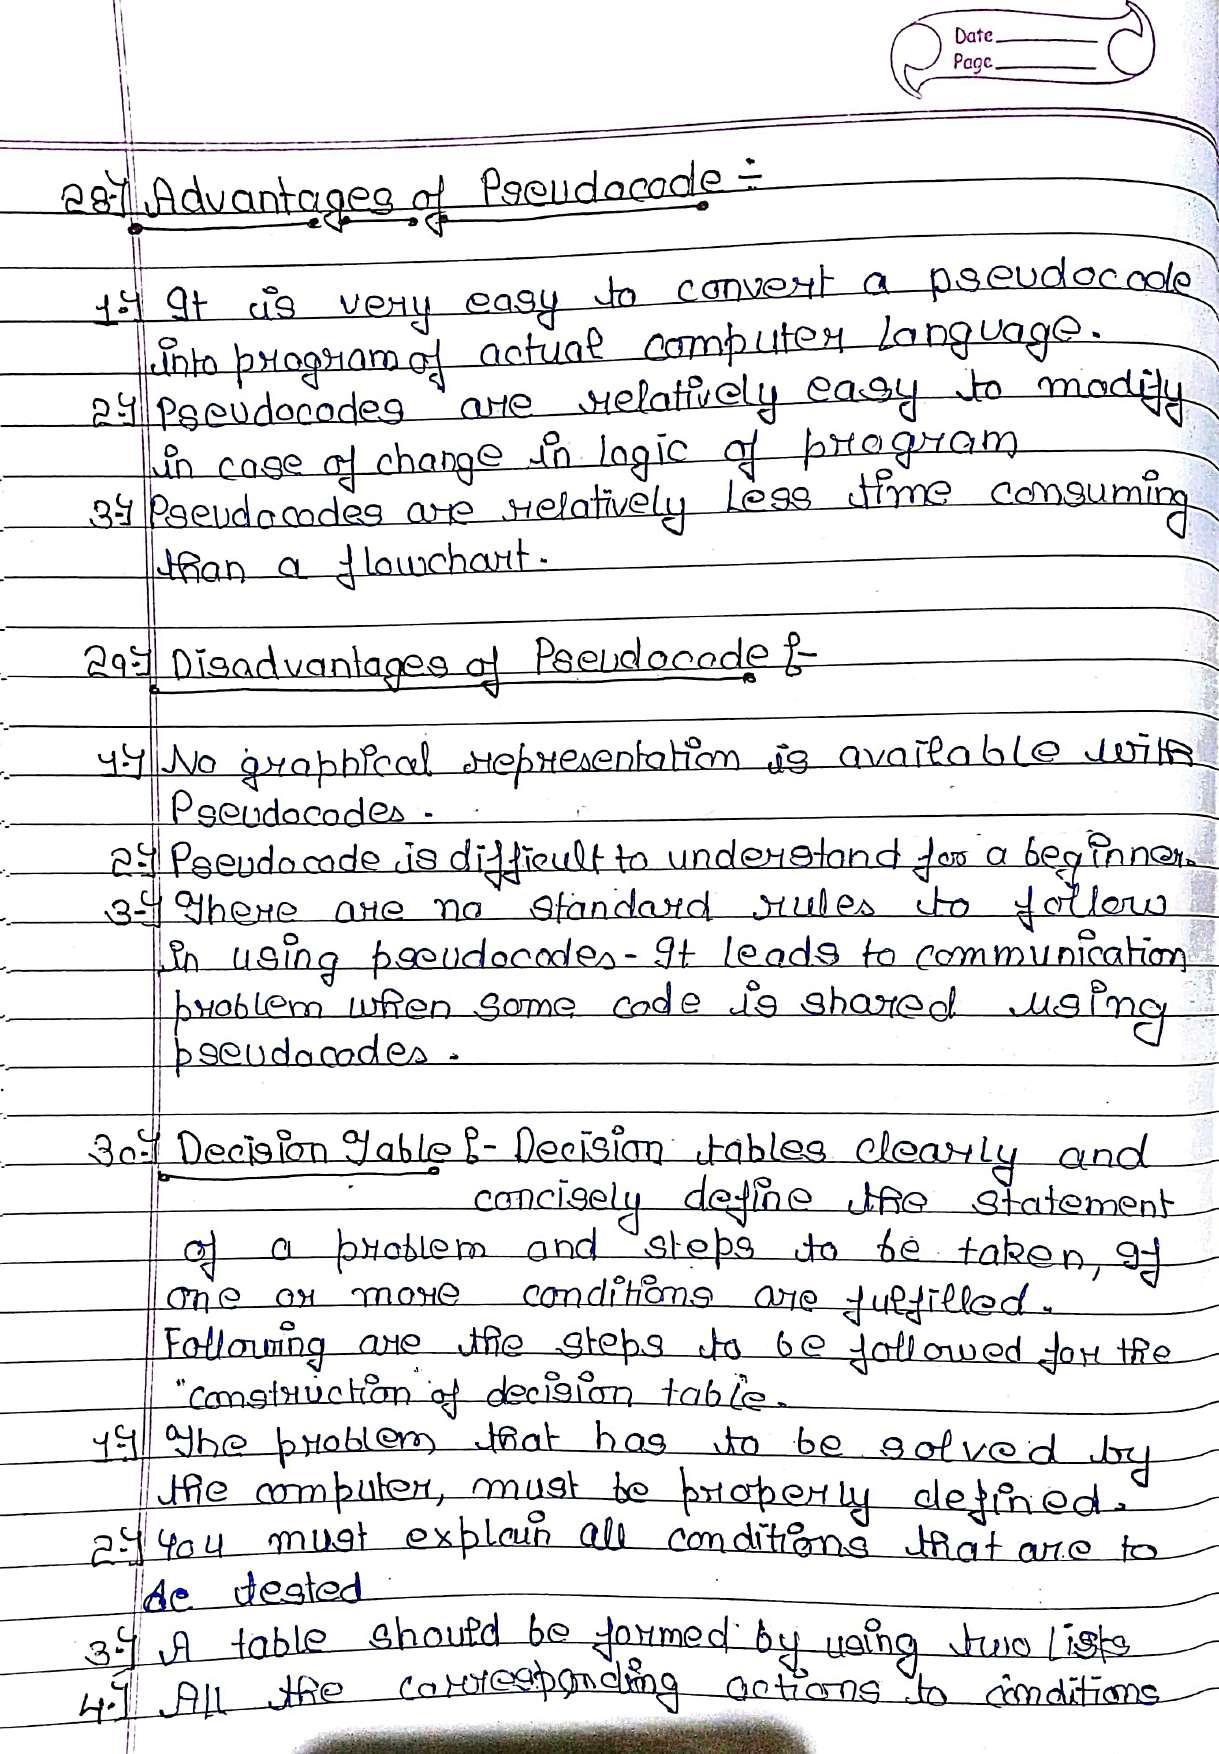 Date
Page
28. Advantages of Pseudocode :-
1. It is very easy to convert a pseudocode
into program of actual computer language.
2. Pseudocodes are relatively easy to modify
in case of change in logic of program
3. Pseudocodes are relatively less time consuming
than a flowchart.
29. Disadvantages of Pseudocode :-
1. No graphical representation is available with
Pseudocodes.
2. Pseudocode is difficult to understand for a beginner.
3. There are no standard rules to follow
in using pseudocodes- It leads to communication
problem when some code is shared using
pseudocodes.
30. Decision Table :- Decision tables clearly and
concisely define the statement
of a problem and steps to be taken, If
one or more conditions are fulfilled.
Following are the steps to be followed for the
"construction" of decision table.
1. The problem that has to be solved by
the computer, must be properly defined.
2. You must explain all conditions that are to
be tested
3. A table should be formed by using two lists
4. All the corresponding actions to conditions